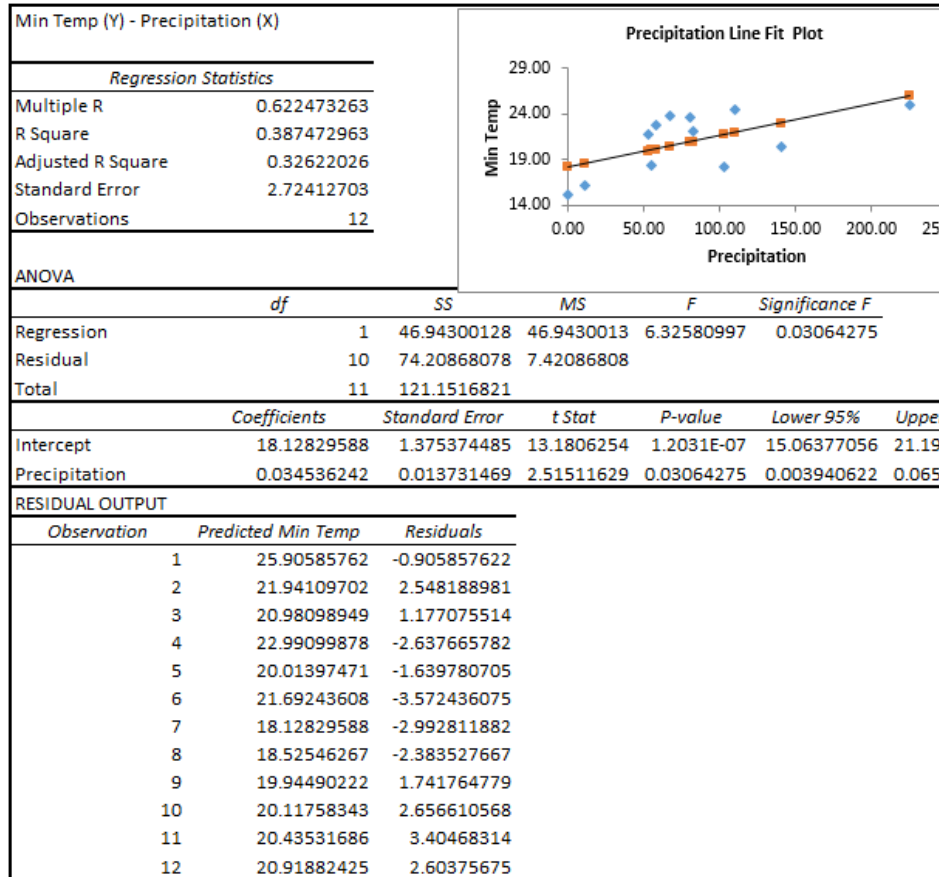 Min Temp (Y) - Precipitation (X)
Regression Statistics
Multiple R 0.622473263
R Square 0.387472963
Adjusted R Square 0.32622026
Standard Error 2.72412703
Observations 12
Precipitation Line Fit Plot
29.00
24.00
19.00
14.00
Min Temp
0.00 50.00 100.00 150.00 200.00 25
Precipitation
ANOVA
df SS MS F Significance F
Regression 1 46.94300128 46.9430013 6.32580997 0.03064275
Residual 10 74.20868078 7.42086808
Total 11 121.1516821
Coefficients Standard Error t Stat P-value Lower 95% Uppe
Intercept 18.12829588 1.375374485 13.1806254 1.2031E-07 15.06377056 21.19
Precipitation 0.034536242 0.013731469 2.51511629 0.03064275 0.003940622 0.065
RESIDUAL OUTPUT
Observation Predicted Min Temp Residuals
1 25.90585762 -0.905857622
2 21.94109702 2.548188981
3 20.98098949 1.177075514
4 22.99099878 -2.637665782
5 20.01397471 -1.639780705
6 21.69243608 -3.572436075
7 18.12829588 -2.992811882
8 18.52546267 -2.383527667
9 19.94490222 1.741764779
10 20.11758343 2.656610568
11 20.43531686 3.40468314
12 20.91882425 2.60375675